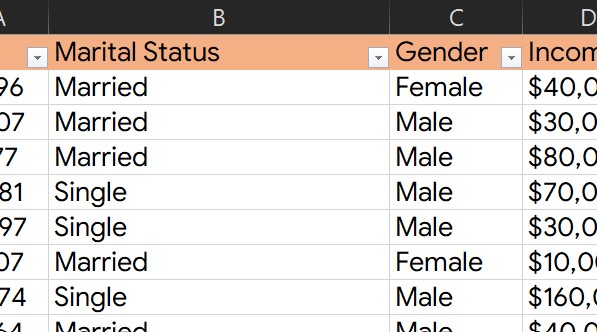 A B C D
Marital Status Gender Incom
96 Married Female $40,0
07 Married Male $30,0
77 Married Male $80,0
81 Single Male $70,0
97 Single Male $30,0
07 Married Female $10,0
74 Single Male $160,
64 Married Male $40,0